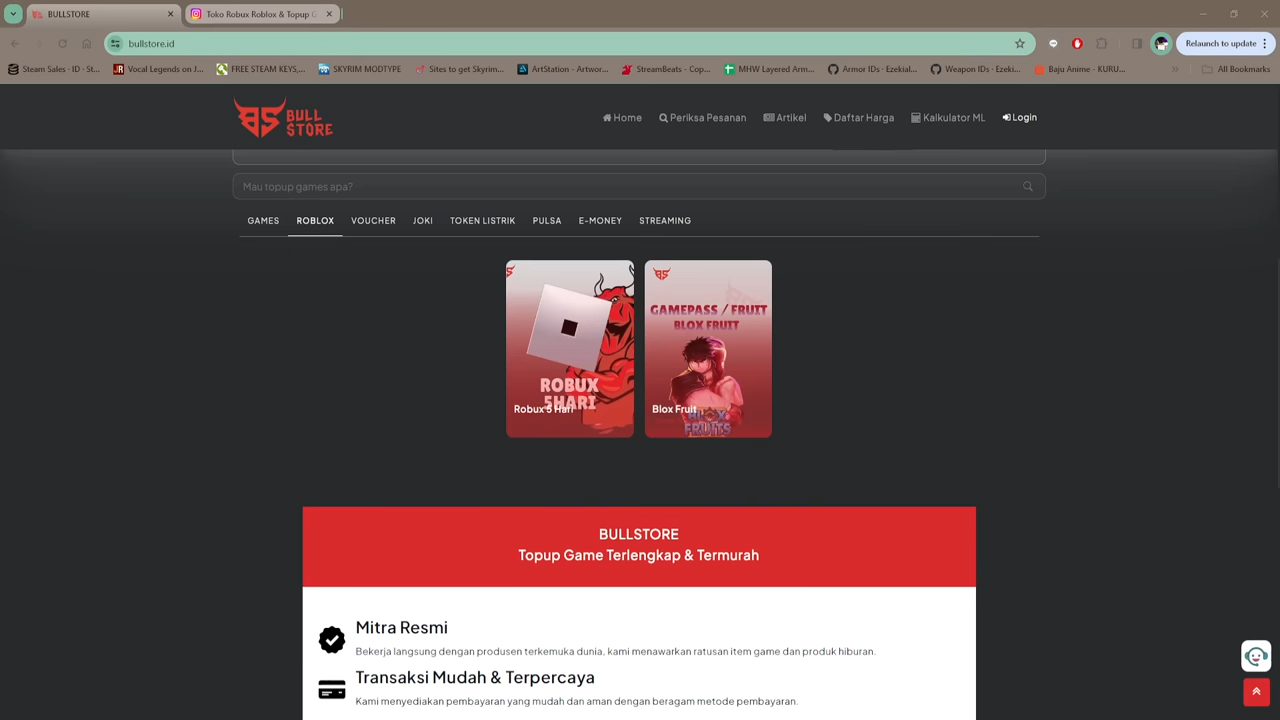 BULLSTORE
Toko Robux Roblox & Topup G
bullstore.id
Relaunch to update
Steam Sales · ID · St...
Vocal Legends on J...
FREE STEAM KEYS,...
SKYRIM MODTYPE
Sites to get Skyrim...
ArtStation - Artwor...
StreamBeats - Cop...
MHW Layered Arm...
Armor IDs · Ezekial...
Weapon IDs · Ezeki...
Baju Anime - KURU...
All Bookmarks
BS BULL
STORE
Home
Periksa Pesanan
Artikel
Daftar Harga
Kalkulator ML
Login
Mau topup games apa?
GAMES
ROBLOX
VOUCHER
JOKI
TOKEN LISTRIK
PULSA
E-MONEY
STREAMING
ROBUX
5HARI
Robux 5 Hari
BS
GAMEPASS / FRUIT
BLOX FRUIT
Blox Fruit
BLOX
FRUITS
BULLSTORE
Topup Game Terlengkap & Termurah
Mitra Resmi
Bekerja langsung dengan produsen terkemuka dunia, kami menawarkan ratusan item game dan produk hiburan.
Transaksi Mudah & Terpercaya
Kami menyediakan pembayaran yang mudah dan aman dengan beragam metode pembayaran.